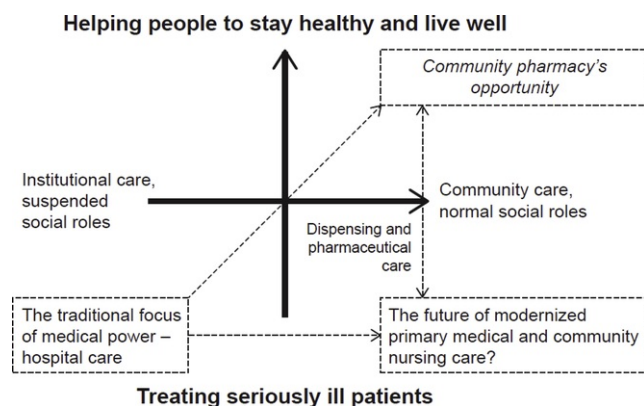 Helping people to stay healthy and live well
Community pharmacy's
opportunity
Institutional care,
suspended
social roles
Community care,
normal social roles
Dispensing and
pharmaceutical
care
The traditional focus
of medical power –
hospital care
The future of modernized
primary medical and community
nursing care?
Treating seriously ill patients